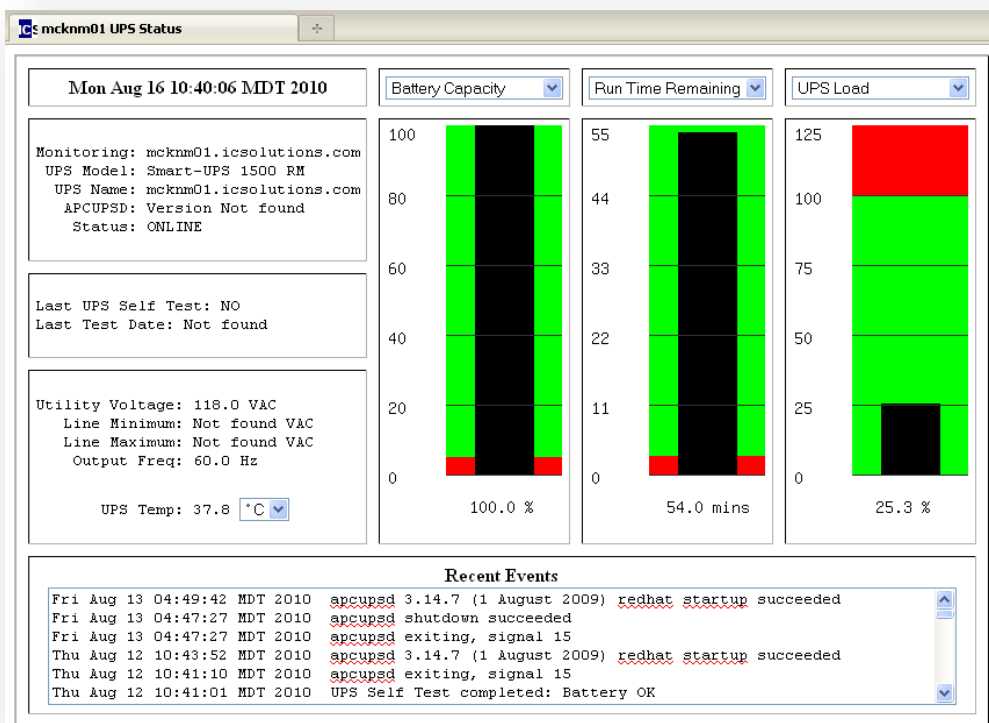 ICS mcknm01 UPS Status
Mon Aug 16 10:40:06 MDT 2010
Monitoring: mcknm01.icsolutions.com
UPS Model: Smart-UPS 1500 RM
UPS Name: mcknm01.icsolutions.com
APCUPSD: Version Not found
Status: ONLINE
Last UPS Self Test: NO
Last Test Date: Not found
Utility Voltage: 118.0 VAC
Line Minimum: Not found VAC
Line Maximum: Not found VAC
Output Freq: 60.0 Hz
UPS Temp: 37.8 °C
Battery Capacity
100
80
60
40
20
0
100.0 %
Run Time Remaining
55
44
33
22
11
0
54.0 mins
UPS Load
125
100
75
50
25
0
25.3 %
Recent Events
Fri Aug 13 04:49:42 MDT 2010 apcupsd 3.14.7 (1 August 2009) redhat startup succeeded
Fri Aug 13 04:47:27 MDT 2010 apcupsd shutdown succeeded
Fri Aug 13 04:47:27 MDT 2010 apcupsd exiting, signal 15
Thu Aug 12 10:43:52 MDT 2010 apcupsd 3.14.7 (1 August 2009) redhat startup succeeded
Thu Aug 12 10:41:10 MDT 2010 apcupsd exiting, signal 15
Thu Aug 12 10:41:01 MDT 2010 UPS Self Test completed: Battery OK